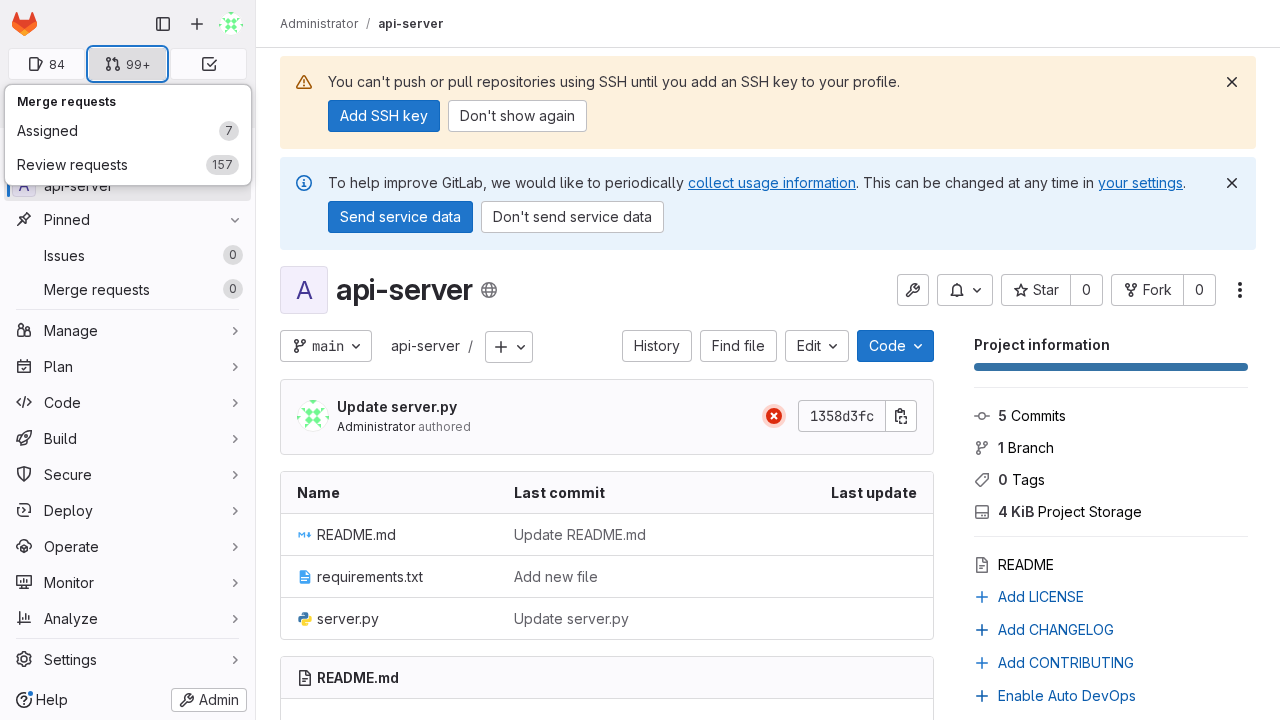 Administrator / api-server
84
99+
Merge requests
Assigned 7
Review requests 157
A api-server
Pinned
Issues 0
Merge requests 0
Manage
Plan
Code
Build
Secure
Deploy
Operate
Monitor
Analyze
Settings
Help
Admin
You can't push or pull repositories using SSH until you add an SSH key to your profile.
Add SSH key Don't show again
To help improve GitLab, we would like to periodically collect usage information. This can be changed at any time in your settings.
Send service data Don't send service data
A api-server
Star 0 Fork 0
main api-server /
History Find file Edit Code
Update server.py
Administrator authored
1358d3fc
Name Last commit Last update
README.md Update README.md
requirements.txt Add new file
server.py Update server.py
README.md
Project information
5 Commits
1 Branch
0 Tags
4 KiB Project Storage
README
Add LICENSE
Add CHANGELOG
Add CONTRIBUTING
Enable Auto DevOps